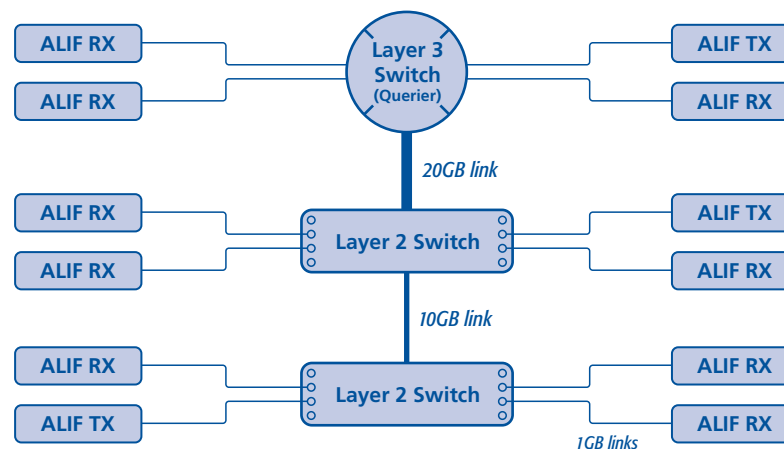 ALIF RX
Layer 3
Switch
(Querier)
ALIF TX
ALIF RX
ALIF RX
20GB link
ALIF RX
Layer 2 Switch
ALIF TX
ALIF RX
ALIF RX
10GB link
ALIF RX
Layer 2 Switch
ALIF RX
ALIF TX
ALIF RX
1GB links